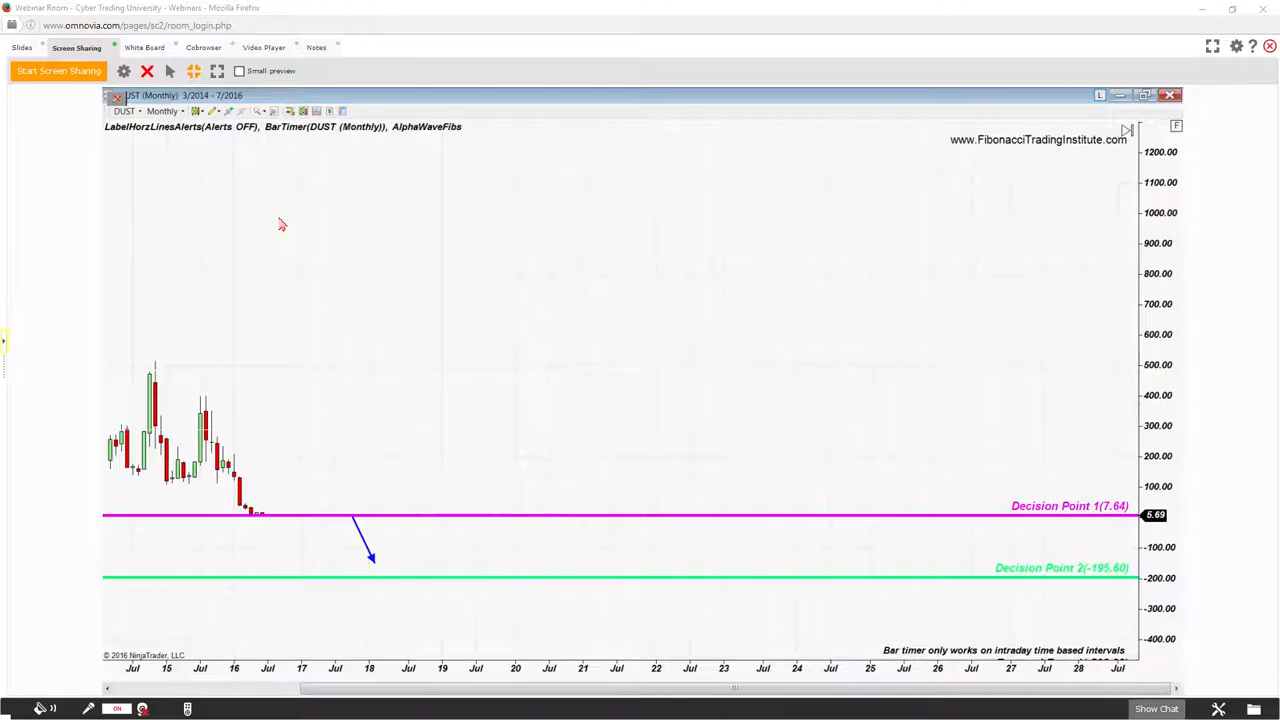 Webinar Room - Cyber Trading University - Webinars - Mozilla Firefox
www.omnovia.com/pages/sc2/room_login.php
Slides Screen Sharing White Board Cobrowser Video Player Notes
Start Screen Sharing Small preview
UST (Monthly) 3/2014 - 7/2016
L
DUST Monthly
LabelHorzLinesAlerts(Alerts OFF), BarTimer(DUST (Monthly)), AlphaWaveFibs
F
www.FibonacciTradingInstitute.com
1200.00
1100.00
1000.00
900.00
800.00
700.00
600.00
500.00
400.00
300.00
200.00
100.00
Decision Point 1(7.64)
5.69
-100.00
Decision Point 2(-195.60)
-200.00
-300.00
-400.00
© 2016 NinjaTrader, LLC
Bar timer only works on intraday time based intervals
Jul 15 Jul 16 Jul 17 Jul 18 Jul 19 Jul 20 Jul 21 Jul 22 Jul 23 Jul 24 Jul 25 Jul 26 Jul 27 Jul 28 Jul
ON
Show Chat